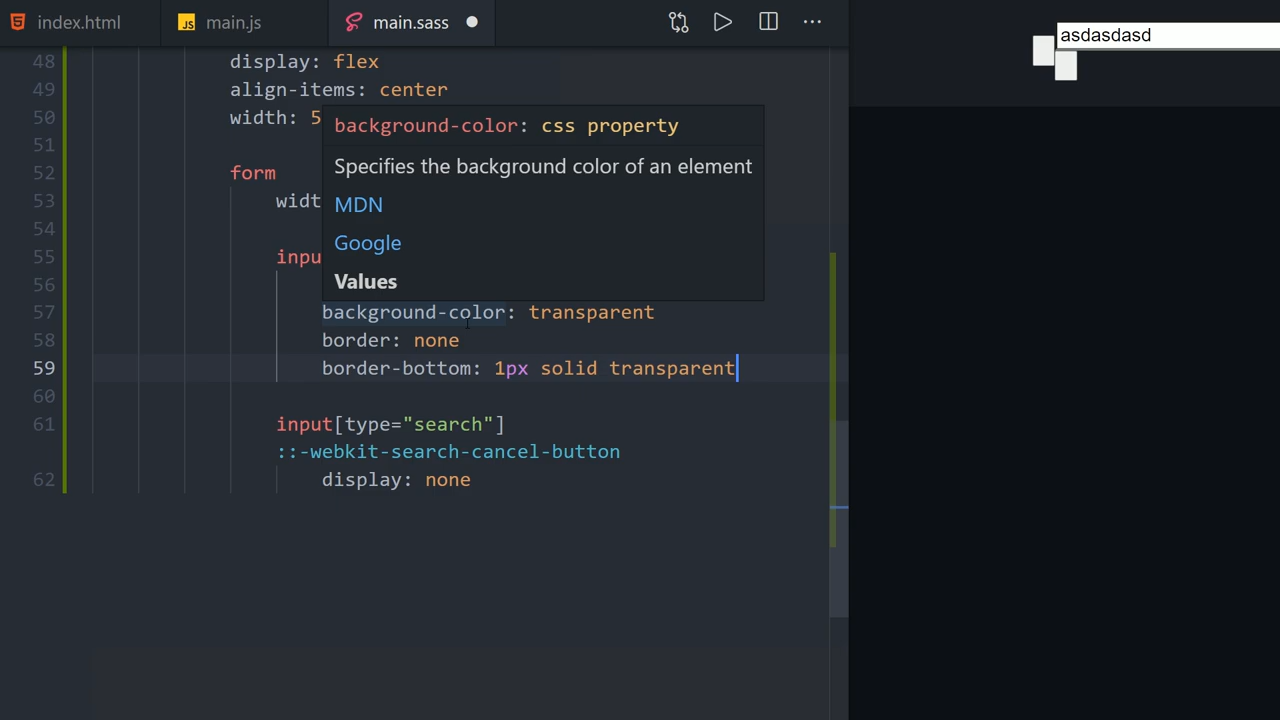 index.html
main.js
main.sass
asdasdasd
48 display: flex
49 align-items: center
50 width: 5
51
52 form
53 widt
54
55 inpu
56
background-color: css property
Specifies the background color of an element
MDN
Google
Values
57 background-color: transparent
58 border: none
59 border-bottom: 1px solid transparent
60
61 input[type="search"]
::-webkit-search-cancel-button
62 display: none